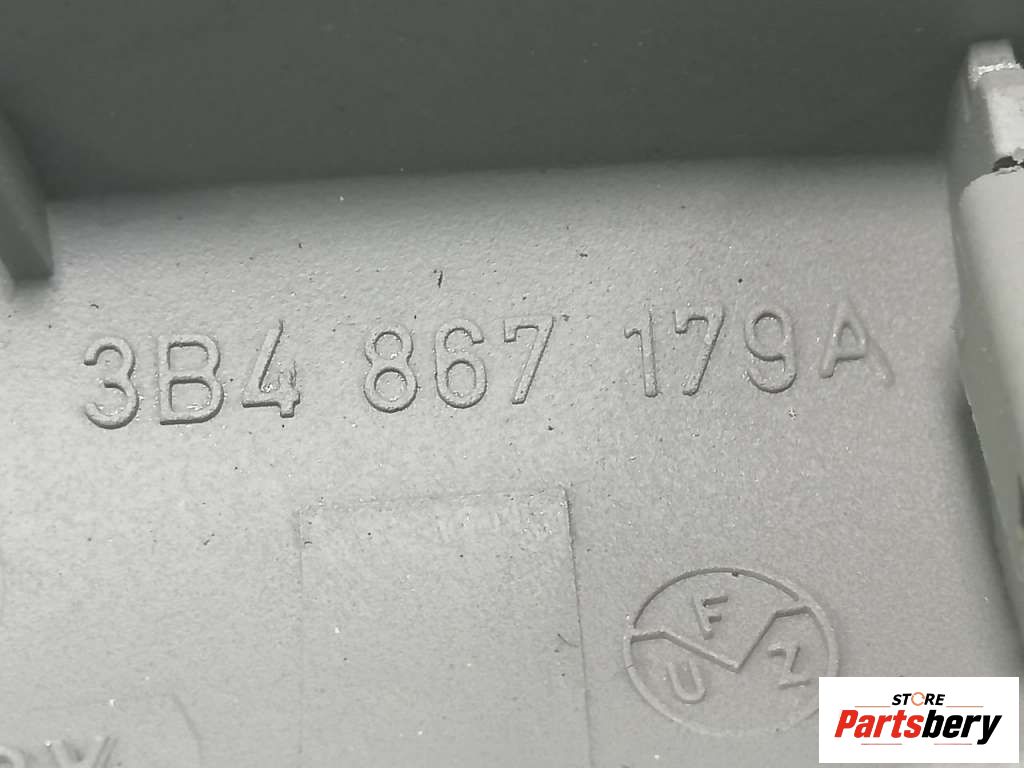 3B4 867 179A
F
U Z
STORE
Partsbery